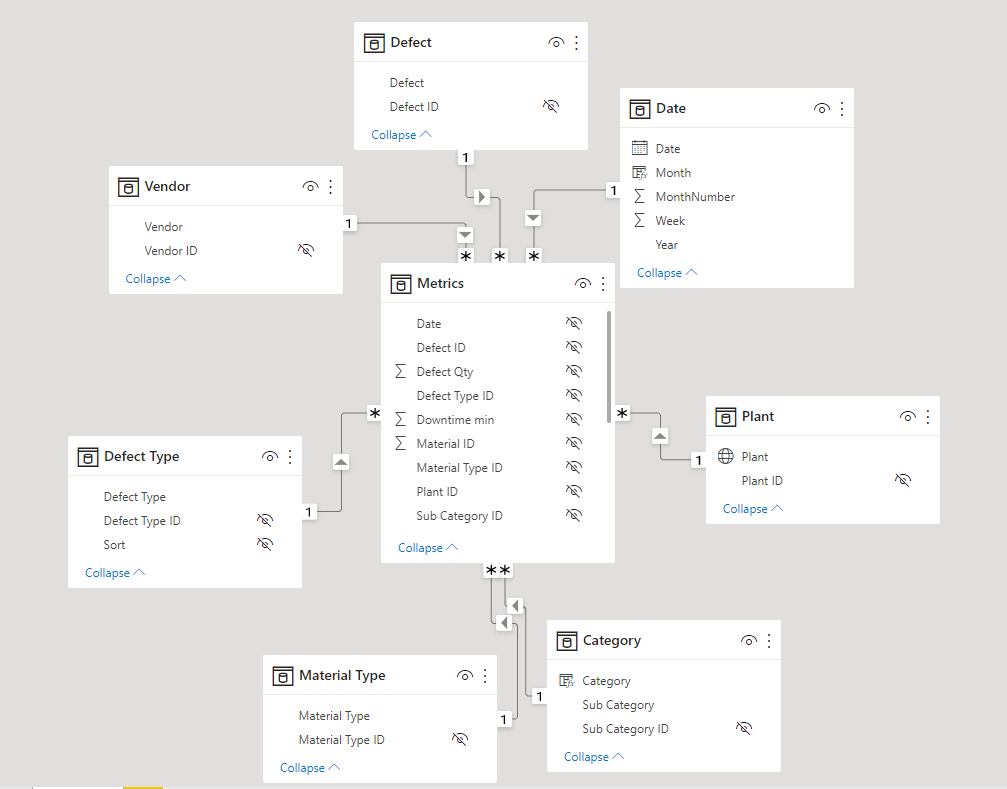 Defect
Defect
Defect ID
Collapse
1
Date
Date
Month
MonthNumber
Week
Year
Collapse
1
Vendor
Vendor
Vendor ID
Collapse
1
* * *
Metrics
Date
Defect ID
Defect Qty
Defect Type ID
Downtime min
Material ID
Material Type ID
Plant ID
Sub Category ID
Collapse
*
*
**
Plant
Plant
Plant ID
Collapse
1
Defect Type
Defect Type
Defect Type ID
Sort
Collapse
1
Category
Category
Sub Category
Sub Category ID
Collapse
1
Material Type
Material Type
Material Type ID
Collapse
1